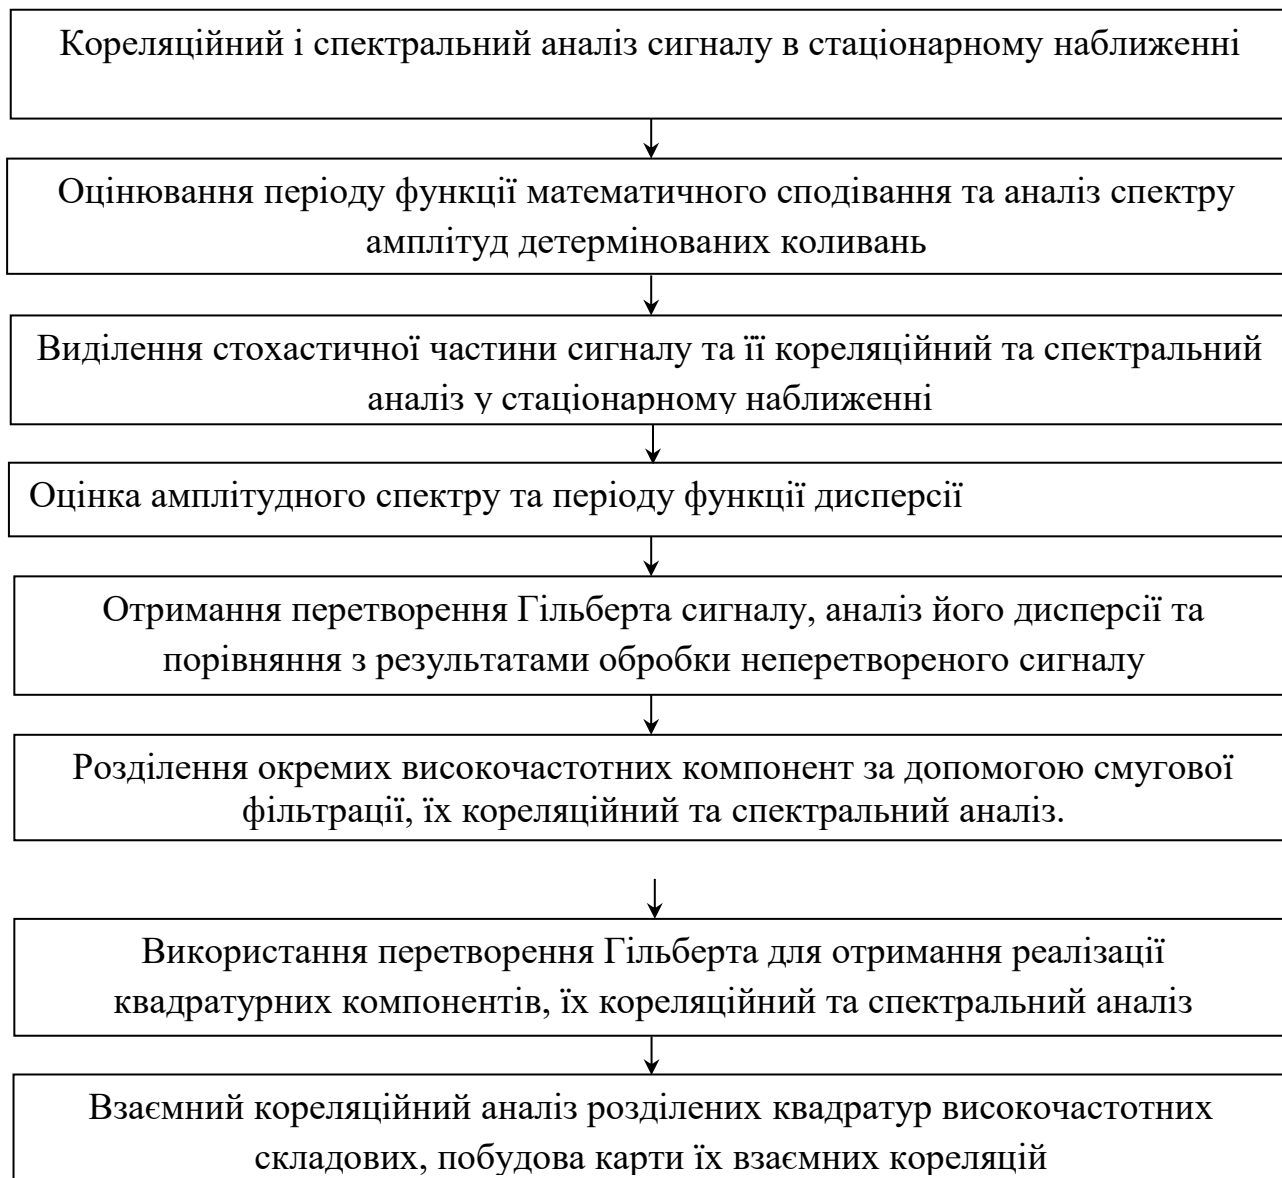 Кореляційний і спектральний аналіз сигналу в стаціонарному наближенні
Оцінювання періоду функції математичного сподівання та аналіз спектру
амплітуд детермінованих коливань
Виділення стохастичної частини сигналу та її кореляційний та спектральний
аналіз у стаціонарному наближенні
Оцінка амплітудного спектру та періоду функції дисперсії
Отримання перетворення Гільберта сигналу, аналіз його дисперсії та
порівняння з результатами обробки неперетвореного сигналу
Розділення окремих високочастотних компонент за допомогою смугової
фільтрації, їх кореляційний та спектральний аналіз.
Використання перетворення Гільберта для отримання реалізації
квадратурних компонентів, їх кореляційний та спектральний аналіз
Взаємний кореляційний аналіз розділених квадратур високочастотних
складових, побудова карти їх взаємних кореляцій